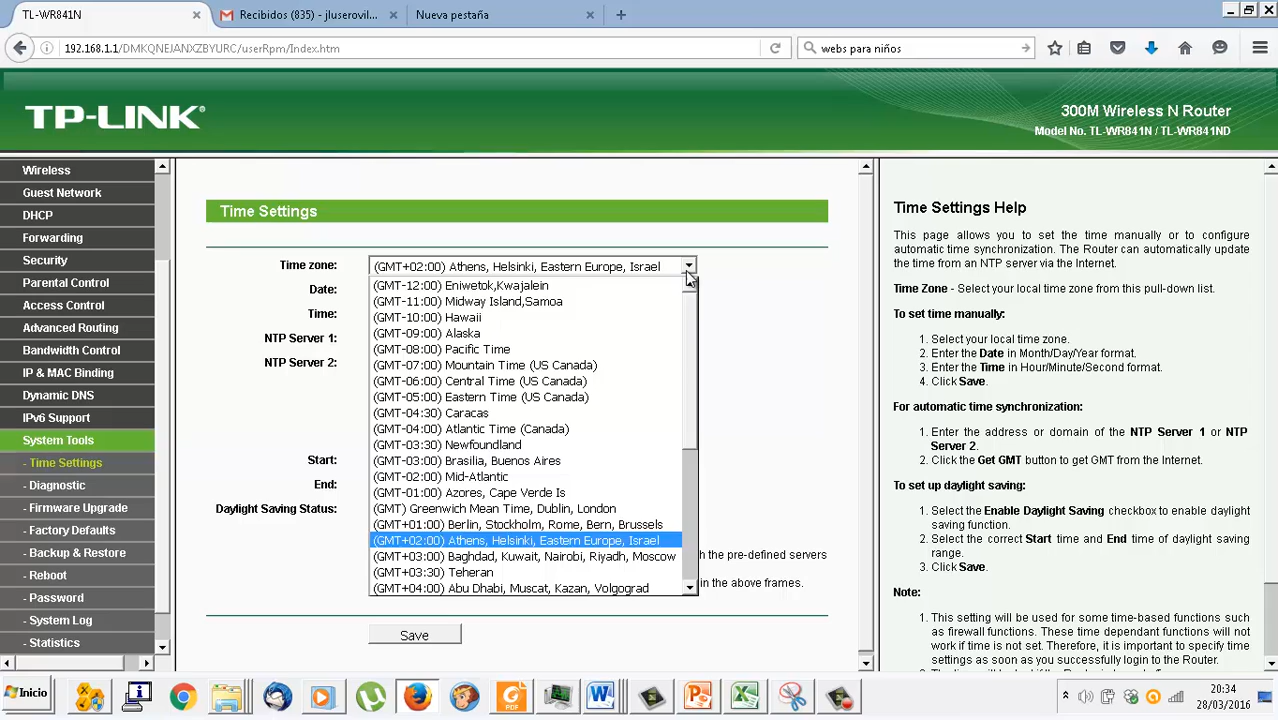 TL-WR841N
Recibidos (835) - jluserovil...
Nueva pestaña
192.168.1.1/DMKQNEJANXZBYURC/userRpm/Index.htm
webs para niños
TP-LINK®
300M Wireless N Router
Model No. TL-WR841N / TL-WR841ND
Wireless
Guest Network
DHCP
Forwarding
Security
Parental Control
Access Control
Advanced Routing
Bandwidth Control
IP & MAC Binding
Dynamic DNS
IPv6 Support
System Tools
- Time Settings
- Diagnostic
- Firmware Upgrade
- Factory Defaults
- Backup & Restore
- Reboot
- Password
- System Log
- Statistics
Time Settings
Time zone:
(GMT+02:00) Athens, Helsinki, Eastern Europe, Israel
Date:
Time:
NTP Server 1:
NTP Server 2:
Start:
End:
Daylight Saving Status:
(GMT-12:00) Eniwetok,Kwajalein
(GMT-11:00) Midway Island,Samoa
(GMT-10:00) Hawaii
(GMT-09:00) Alaska
(GMT-08:00) Pacific Time
(GMT-07:00) Mountain Time (US Canada)
(GMT-06:00) Central Time (US Canada)
(GMT-05:00) Eastern Time (US Canada)
(GMT-04:30) Caracas
(GMT-04:00) Atlantic Time (Canada)
(GMT-03:30) Newfoundland
(GMT-03:00) Brasilia, Buenos Aires
(GMT-02:00) Mid-Atlantic
(GMT-01:00) Azores, Cape Verde Is
(GMT) Greenwich Mean Time, Dublin, London
(GMT+01:00) Berlin, Stockholm, Rome, Bern, Brussels
(GMT+02:00) Athens, Helsinki, Eastern Europe, Israel
(GMT+03:00) Baghdad, Kuwait, Nairobi, Riyadh, Moscow
(GMT+03:30) Teheran
(GMT+04:00) Abu Dhabi, Muscat, Kazan, Volgograd
h the pre-defined servers
in the above frames.
Save
Time Settings Help
This page allows you to set the time manually or to configure
automatic time synchronization. The Router can automatically update
the time from an NTP server via the Internet.
Time Zone - Select your local time zone from this pull-down list.
To set time manually:
1. Select your local time zone.
2. Enter the Date in Month/Day/Year format.
3. Enter the Time in Hour/Minute/Second format.
4. Click Save.
For automatic time synchronization:
1. Enter the address or domain of the NTP Server 1 or NTP
Server 2.
2. Click the Get GMT button to get GMT from the Internet.
To set up daylight saving:
1. Select the Enable Daylight Saving checkbox to enable daylight
saving function.
2. Select the correct Start time and End time of daylight saving
range.
3. Click Save.
Note:
1. This setting will be used for some time-based functions such
as firewall functions. These time dependant functions will not
work if time is not set. Therefore, it is important to specify time
settings as soon as you successfully login to the Router.
Inicio
PDF
20:34
28/03/2016